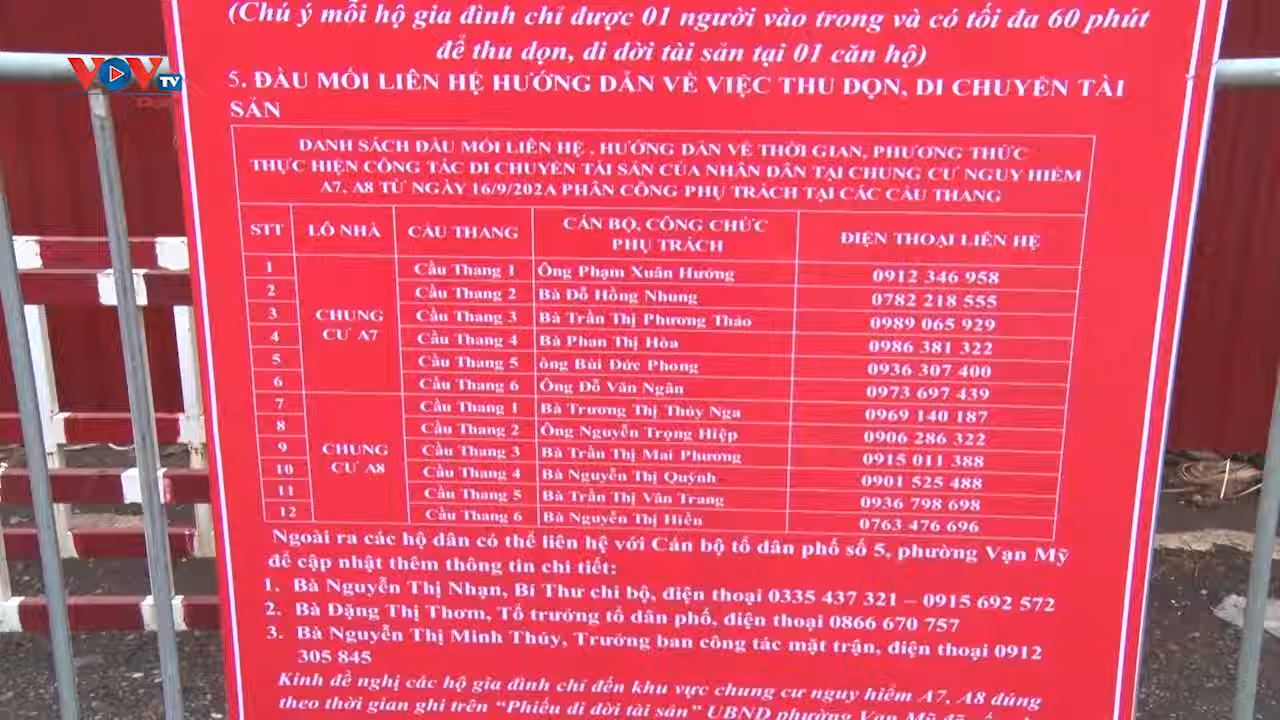 (Chú ý mỗi hộ gia đình chỉ được 01 người vào trong và có tối đa 60 phút
để thu dọn, di dời tài sản tại 01 căn hộ)
VOVTV
5. ĐẦU MỐI LIÊN HỆ HƯỚNG DẪN VỀ VIỆC THU DỌN, DI CHUYỂN TÀI
SẢN
DANH SÁCH ĐẦU MỐI LIÊN HỆ , HƯỚNG DẪN VỀ THỜI GIAN, PHƯƠNG THỨC
THỰC HIỆN CÔNG TÁC DI CHUYỂN TÀI SẢN CỦA NHÂN DÂN TẠI CHUNG CƯ NGUY HIỂM
A7, A8 TỪ NGÀY 16/9/202A PHÂN CÔNG PHỤ TRÁCH TẠI CÁC CẦU THANG
STT LÔ NHÀ CẦU THANG CÁN BỘ, CÔNG CHỨC PHỤ TRÁCH ĐIỆN THOẠI LIÊN HỆ
1 CHUNG CƯ A7 Cầu Thang 1 Ông Phạm Xuân Hướng 0912 346 958
2 Cầu Thang 2 Bà Đỗ Hồng Nhung 0782 218 555
3 Cầu Thang 3 Bà Trần Thị Phương Thảo 0989 065 929
4 Cầu Thang 4 Bà Phan Thị Hòa 0986 381 322
5 Cầu Thang 5 ông Bùi Đức Phong 0936 307 400
6 Cầu Thang 6 Ông Đỗ Văn Ngân 0973 697 439
7 CHUNG CƯ A8 Cầu Thang 1 Bà Trương Thị Thúy Nga 0969 140 187
8 Cầu Thang 2 Ông Nguyễn Trọng Hiệp 0906 286 322
9 Cầu Thang 3 Bà Trần Thị Mai Phương 0915 011 388
10 Cầu Thang 4 Bà Nguyễn Thị Quỳnh 0901 525 488
11 Cầu Thang 5 Bà Trần Thị Vân Trang 0936 798 698
12 Cầu Thang 6 Bà Nguyễn Thị Hiền 0763 476 696
Ngoài ra các hộ dân có thể liên hệ với Cán bộ tổ dân phố số 5, phường Vạn Mỹ
để cập nhật thêm thông tin chi tiết:
1. Bà Nguyễn Thị Nhạn, Bí Thư chi bộ, điện thoại 0335 437 321 – 0915 692 572
2. Bà Đặng Thị Thơm, Tổ trưởng tổ dân phố, điện thoại 0866 670 757
3. Bà Nguyễn Thị Minh Thúy, Trưởng ban công tác mặt trận, điện thoại 0912
305 845
Kính đề nghị các hộ gia đình chỉ đến khu vực chung cư nguy hiểm A7, A8 đúng
theo thời gian ghi trên “Phiếu di dời tài sản” UBND phường Vạn Mỹ đã